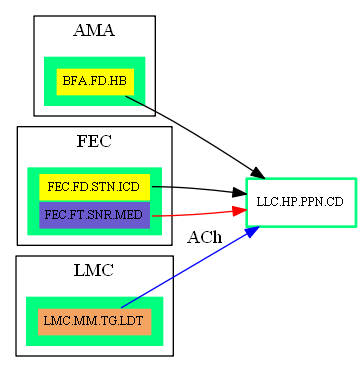 AMA
BFA.FD.HB
FEC
FEC.FD.STN.ICD
FEC.FT.SNR.MED
LLC.HP.PPN.CD
ACh
LMC
LMC.MM.TG.LDT